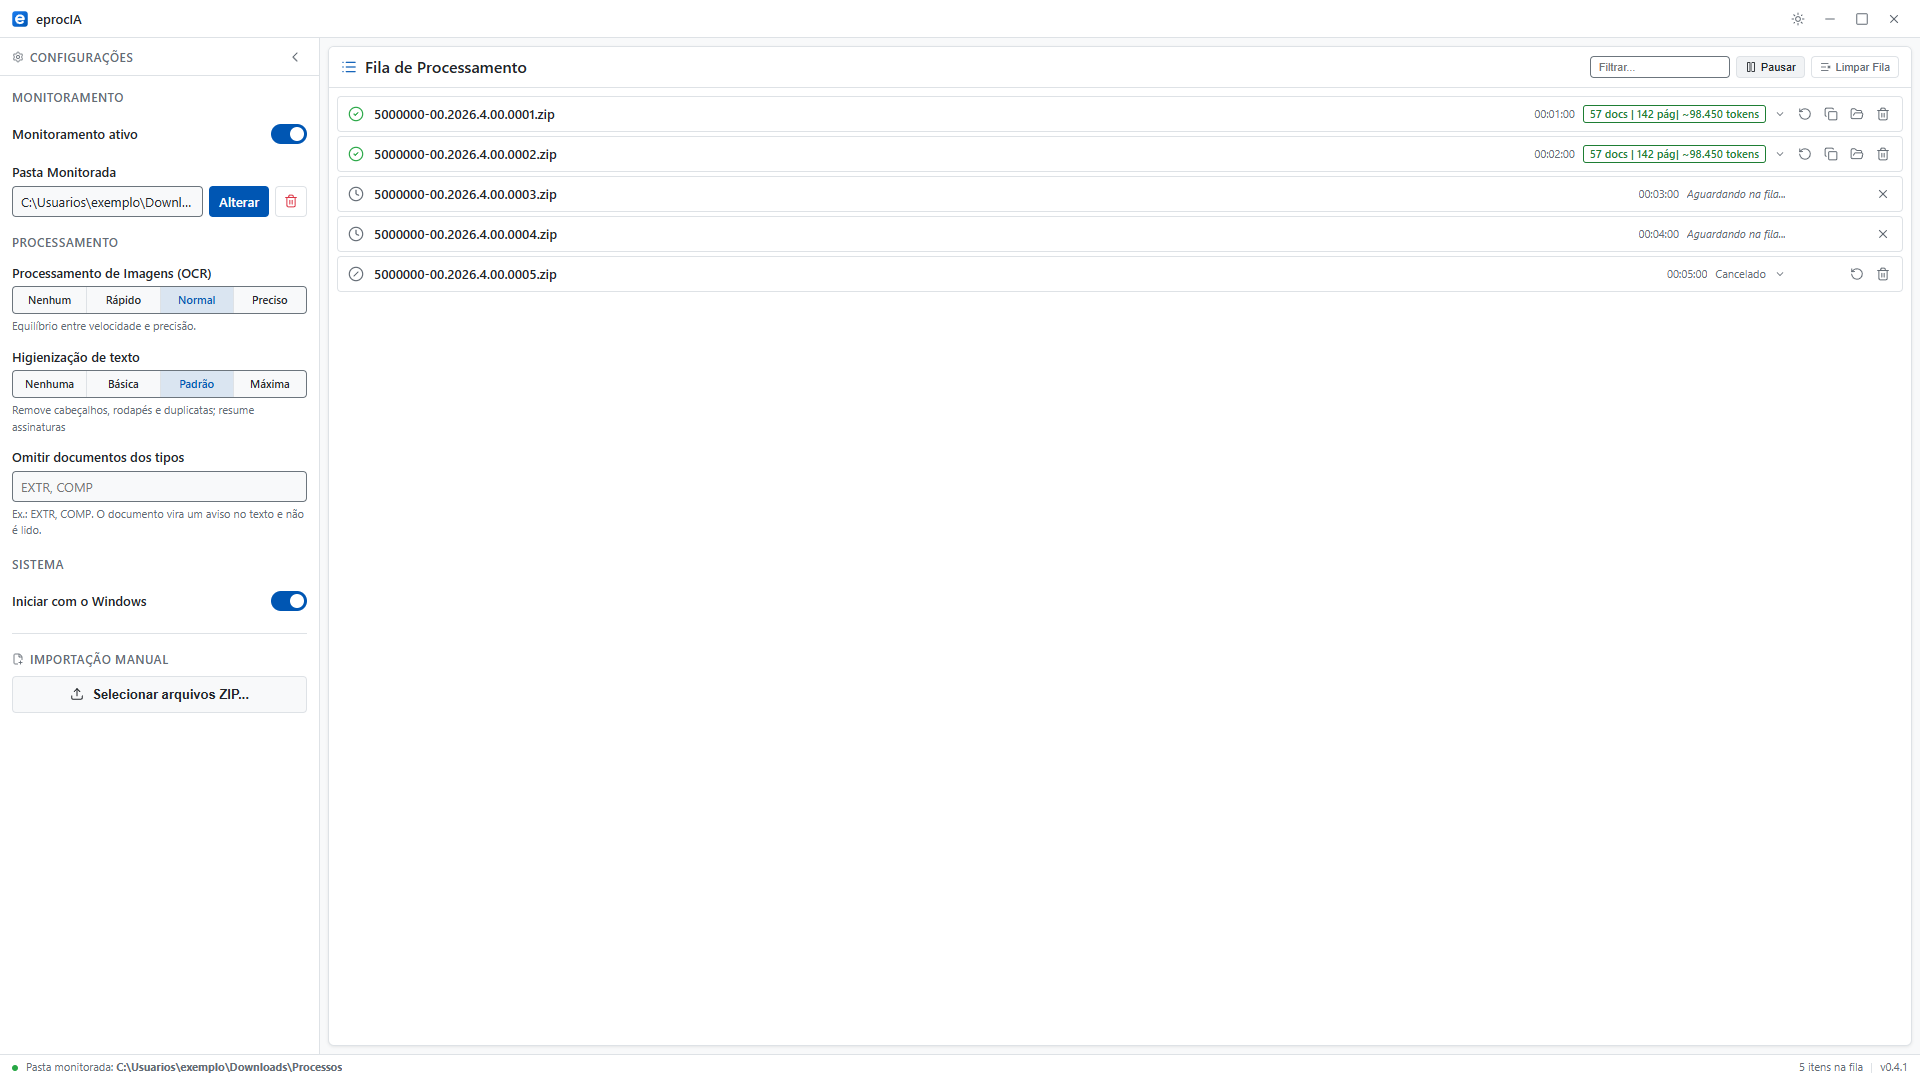 eprocIA
CONFIGURAÇÕES
MONITORAMENTO
Monitoramento ativo
Pasta Monitorada
C:\Usuarios\exemplo\Downl...
Alterar
PROCESSAMENTO
Processamento de Imagens (OCR)
Nenhum Rápido Normal Preciso
Equilíbrio entre velocidade e precisão.
Higienização de texto
Nenhuma Básica Padrão Máxima
Remove cabeçalhos, rodapés e duplicatas; resume
assinaturas
Omitir documentos dos tipos
EXTR, COMP
Ex.: EXTR, COMP. O documento vira um aviso no texto e não
é lido.
SISTEMA
Iniciar com o Windows
IMPORTAÇÃO MANUAL
Selecionar arquivos ZIP...
Fila de Processamento
Filtrar...
Pausar
Limpar Fila
5000000-00.2026.4.00.0001.zip 00:01:00 57 docs | 142 pág| ~98.450 tokens
5000000-00.2026.4.00.0002.zip 00:02:00 57 docs | 142 pág| ~98.450 tokens
5000000-00.2026.4.00.0003.zip 00:03:00 Aguardando na fila...
5000000-00.2026.4.00.0004.zip 00:04:00 Aguardando na fila...
5000000-00.2026.4.00.0005.zip 00:05:00 Cancelado
Pasta monitorada: C:\Usuarios\exemplo\Downloads\Processos
5 itens na fila
v0.4.1